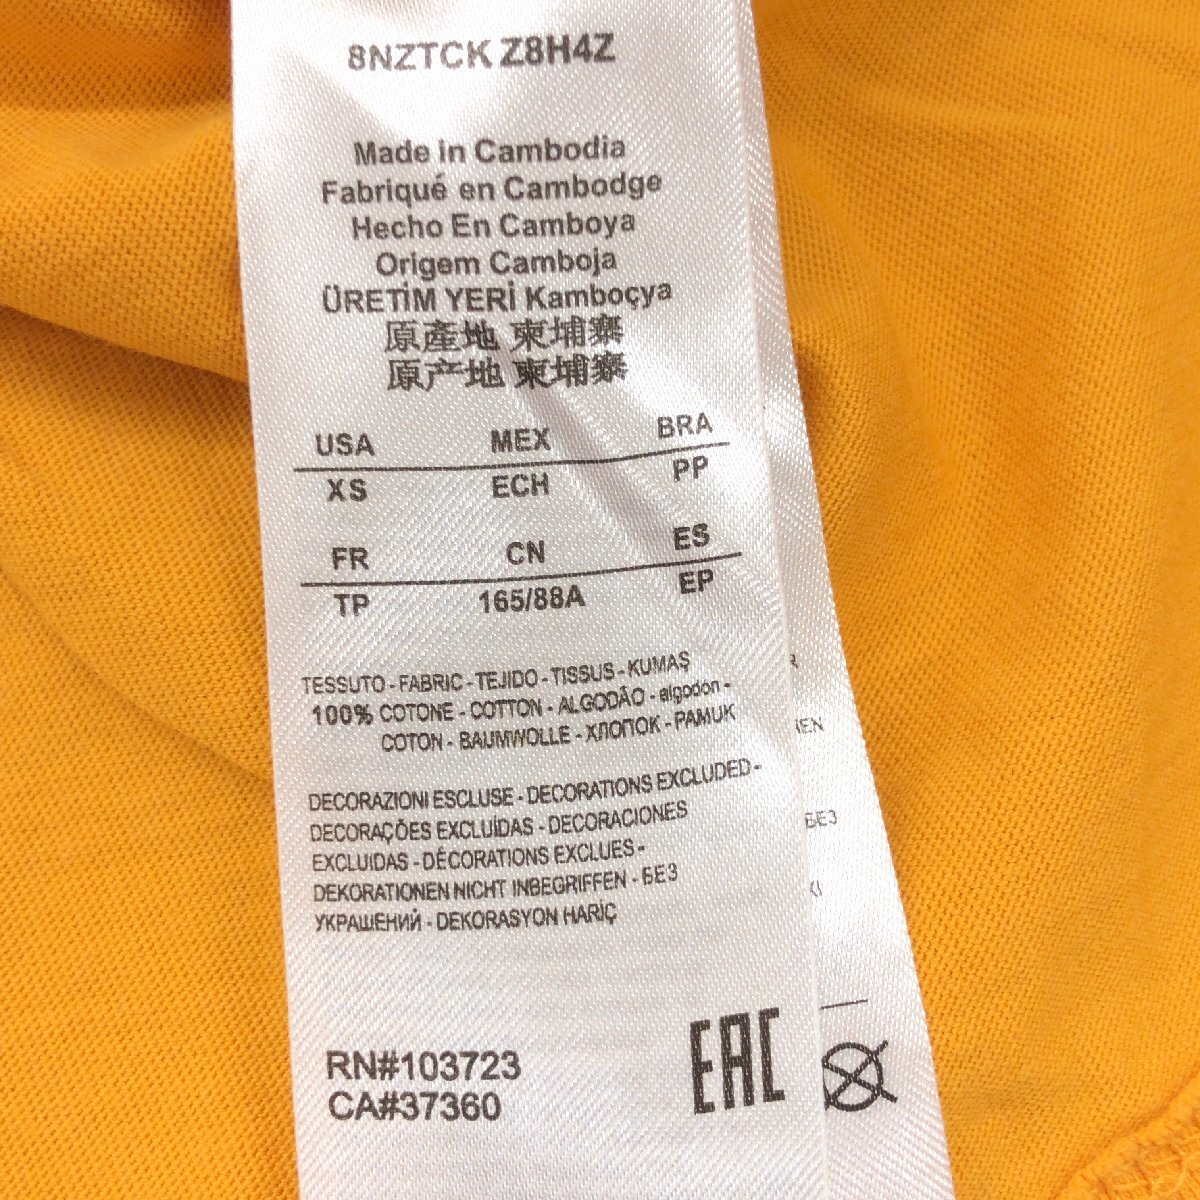 8NZTCK Z8H4Z
Made In Cambodia
Fabriqué en Cambodge
Hecho En Camboya
Origem Camboja
ÜRETİM YERİ Kamboçya
原產地 柬埔寨
原产地 柬埔寨
USA MEX BRA
XS ECH PP
FR CN ES
TP 165/88A EP
TESSUTO - FABRIC - TEJIDO - TISSUS - KUMAŞ
100% COTONE - COTTON - ALGODÃO - algodón -
COTON - BAUMWOLLE - ХЛОПОК - PAMUK
DECORAZIONI ESCLUSE - DECORATIONS EXCLUDED -
DECORAÇÕES EXCLUÍDAS - DECORACIONES
EXCLUIDAS - DÉCORATIONS EXCLUES -
DEKORATIONEN NICHT INBEGRIFFEN - БЕЗ
УКРАШЕНИЙ - DEKORASYON HARİÇ
RN#103723
CA#37360
EAC
БЕЗ